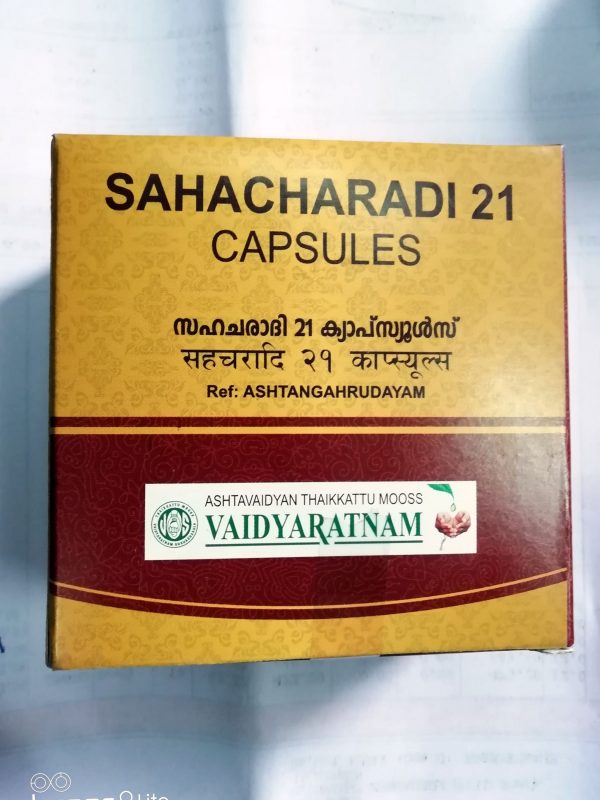 SAHACHARADI 21
CAPSULES
സഹചരാദി 21 ക്യാപ്സ്യൂൾസ്
सहचरादि २१ काप्स्यूल्स
Ref: ASHTANGAHRUDAYAM
ASHTAVAIDYAN THAIKKATTU MOOSS
VAIDYARATNAM